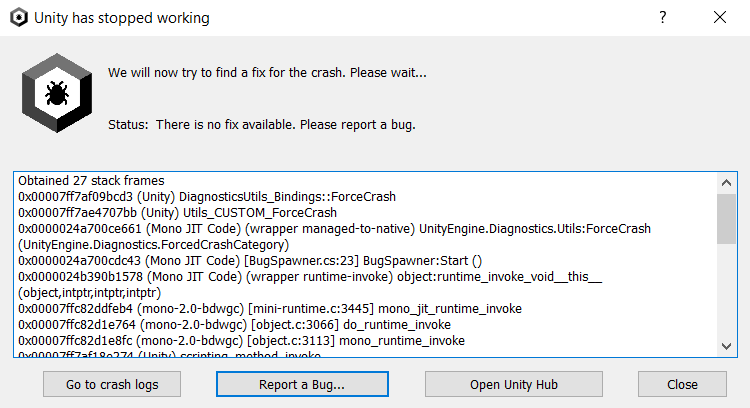 Unity has stopped working
?
We will now try to find a fix for the crash. Please wait...
Status: There is no fix available. Please report a bug.
Obtained 27 stack frames
0x00007ff7af09bcd3 (Unity) DiagnosticsUtils_Bindings::ForceCrash
0x00007ff7ae4707bb (Unity) Utils_CUSTOM_ForceCrash
0x0000024a700ce661 (Mono JIT Code) (wrapper managed-to-native) UnityEngine.Diagnostics.Utils:ForceCrash
(UnityEngine.Diagnostics.ForcedCrashCategory)
0x0000024a700cdc43 (Mono JIT Code) [BugSpawner.cs:23] BugSpawner:Start ()
0x0000024b390b1578 (Mono JIT Code) (wrapper runtime-invoke) object:runtime_invoke_void__this__
(object,intptr,intptr,intptr)
0x00007ffc82ddfeb4 (mono-2.0-bdwgc) [mini-runtime.c:3445] mono_jit_runtime_invoke
0x00007ffc82d1e764 (mono-2.0-bdwgc) [object.c:3066] do_runtime_invoke
0x00007ffc82d1e8fc (mono-2.0-bdwgc) [object.c:3113] mono_runtime_invoke
0x00007ff7af18e274 (Unity) scripting_method_invoke
Go to crash logs
Report a Bug...
Open Unity Hub
Close